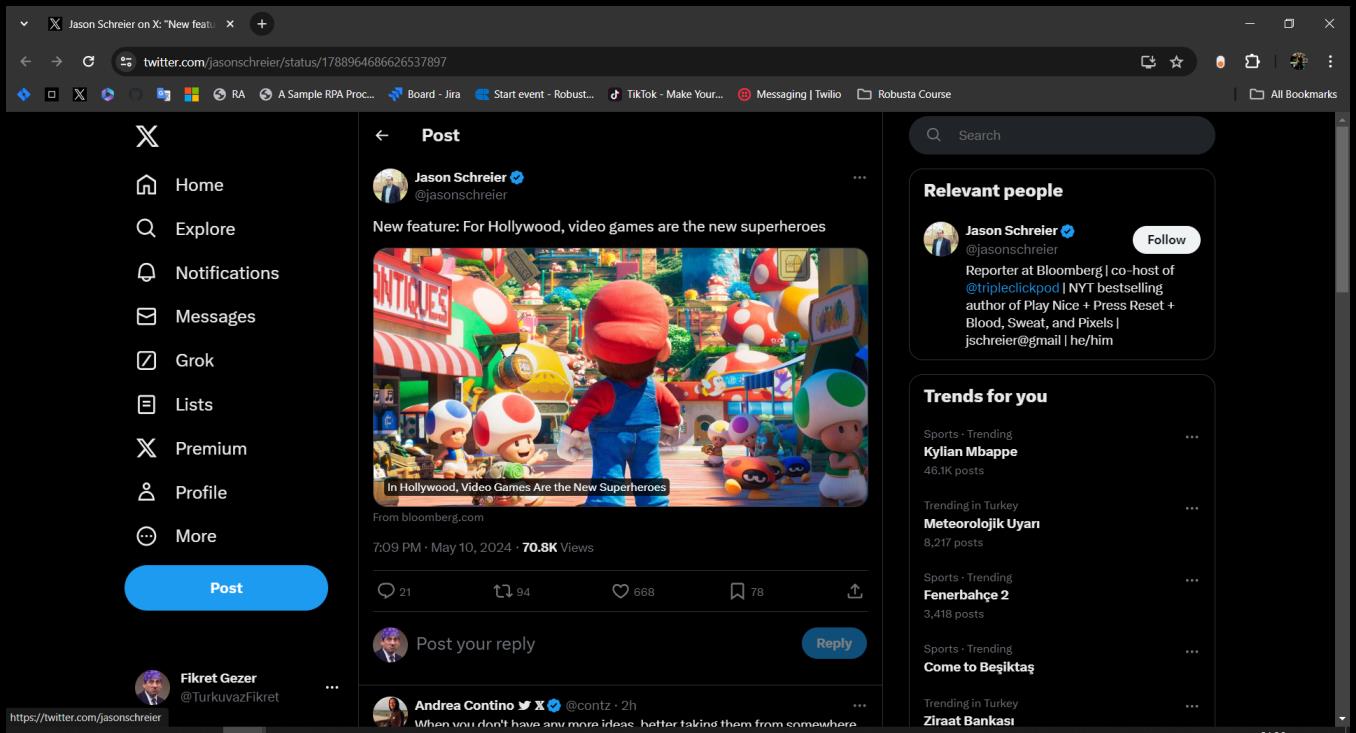 Jason Schreier on X: "New featu
twitter.com/jasonschreier/status/1788964686626537897
RA
A Sample RPA Proc...
Board - Jira
Start event - Robust...
TikTok - Make Your...
Messaging | Twilio
Robusta Course
All Bookmarks
Home
Explore
Notifications
Messages
Grok
Lists
Premium
Profile
More
Post
Fikret Gezer
@TurkuvazFikret
https://twitter.com/jasonschreier
Post
Jason Schreier
@jasonschreier
New feature: For Hollywood, video games are the new superheroes
ANTIQUES
In Hollywood, Video Games Are the New Superheroes
From bloomberg.com
7:09 PM · May 10, 2024 · 70.8K Views
21
94
668
78
Post your reply
Reply
Andrea Contino
@contz · 2h
When you don't have any more ideas, better taking them from somewhere
Search
Relevant people
Jason Schreier
@jasonschreier
Follow
Reporter at Bloomberg | co-host of
@tripleclickpod | NYT bestselling
author of Play Nice + Press Reset +
Blood, Sweat, and Pixels |
jschreier@gmail | he/him
Trends for you
Sports · Trending
Kylian Mbappe
46.1K posts
Trending in Turkey
Meteorolojik Uyarı
8,217 posts
Sports · Trending
Fenerbahçe 2
3,418 posts
Sports · Trending
Come to Beşiktaş
Trending in Turkey
Ziraat Bankası